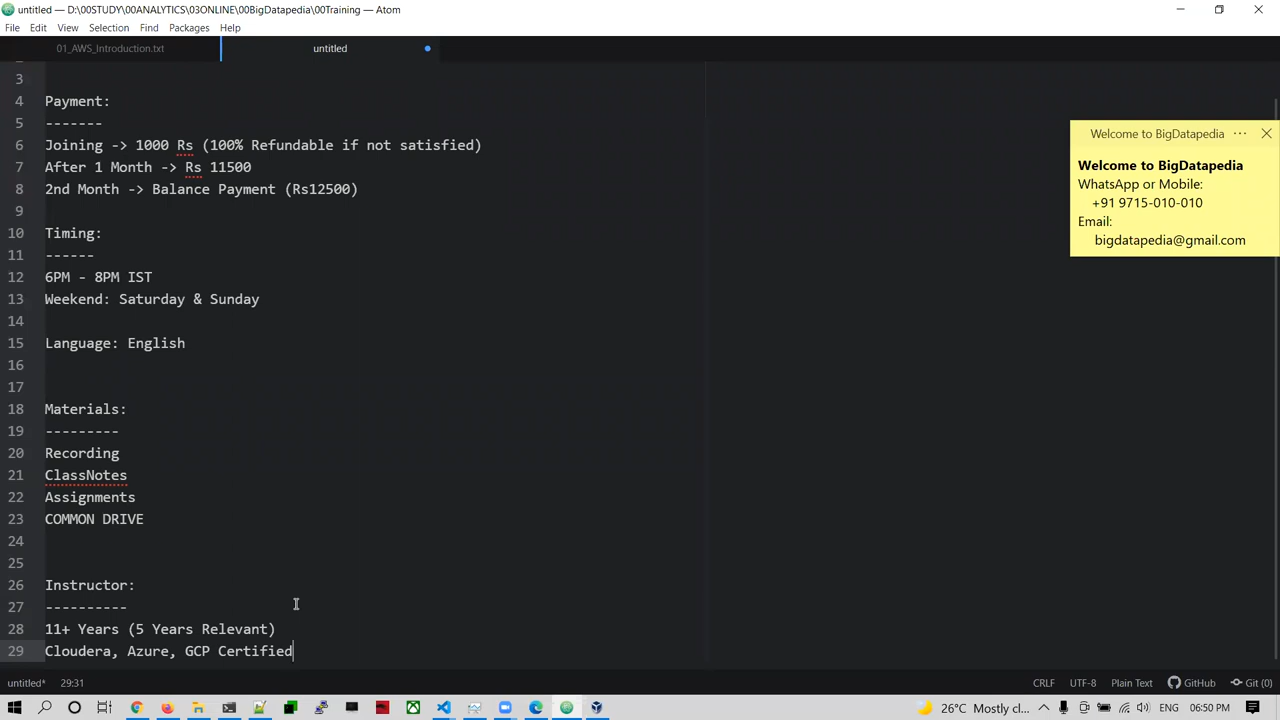 untitled — D:\00STUDY\00ANALYTICS\03ONLINE\00BigDatapedia\00Training — Atom
File Edit View Selection Find Packages Help
01_AWS_Introduction.txt untitled
3
4 Payment:
5 -------
6 Joining -> 1000 Rs (100% Refundable if not satisfied)
7 After 1 Month -> Rs 11500
8 2nd Month -> Balance Payment (Rs12500)
9
10 Timing:
11 ------
12 6PM - 8PM IST
13 Weekend: Saturday & Sunday
14
15 Language: English
16
17
18 Materials:
19 ---------
20 Recording
21 ClassNotes
22 Assignments
23 COMMON DRIVE
24
25
26 Instructor:
27 ----------
28 11+ Years (5 Years Relevant)
29 Cloudera, Azure, GCP Certified
Welcome to BigDatapedia ...
Welcome to BigDatapedia
WhatsApp or Mobile:
+91 9715-010-010
Email:
bigdatapedia@gmail.com
untitled* 29:31 CRLF UTF-8 Plain Text GitHub Git (0)
26°C Mostly cl... ENG 06:50 PM